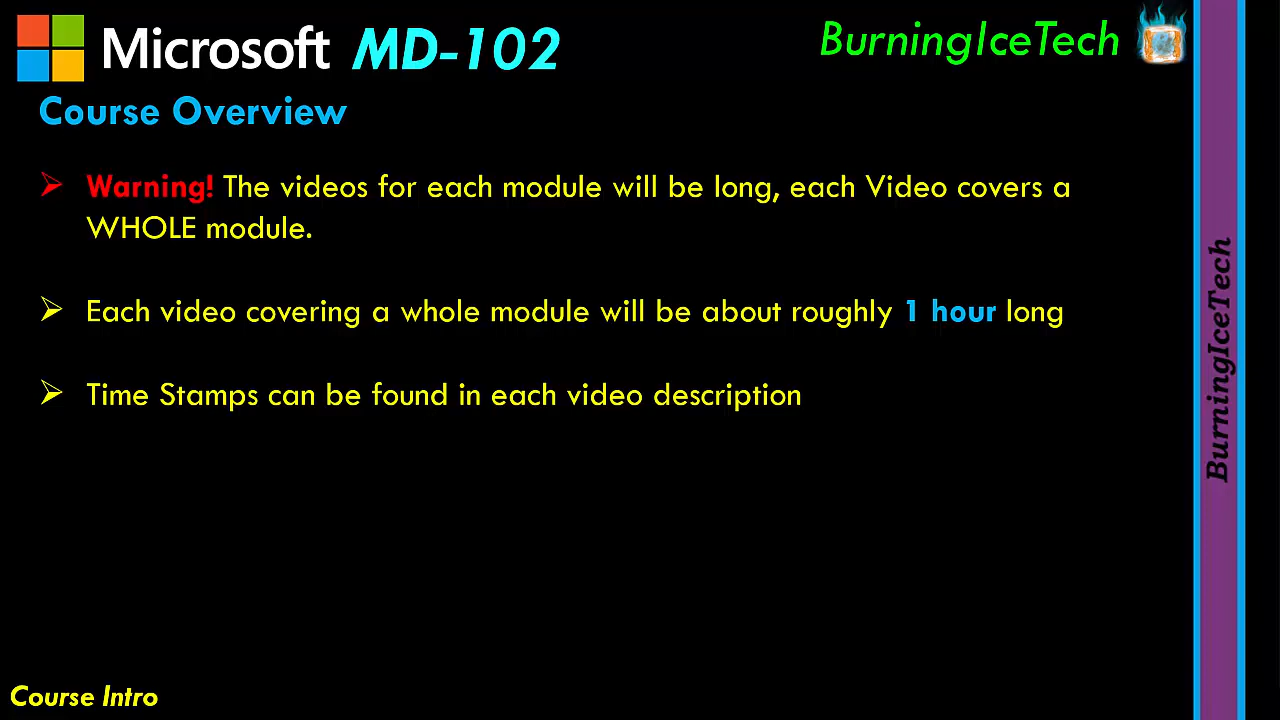 Microsoft MD-102
BurningIceTech
Course Overview
Warning! The videos for each module will be long, each Video covers a
WHOLE module.
Each video covering a whole module will be about roughly 1 hour long
Time Stamps can be found in each video description
BurningIceTech
Course Intro